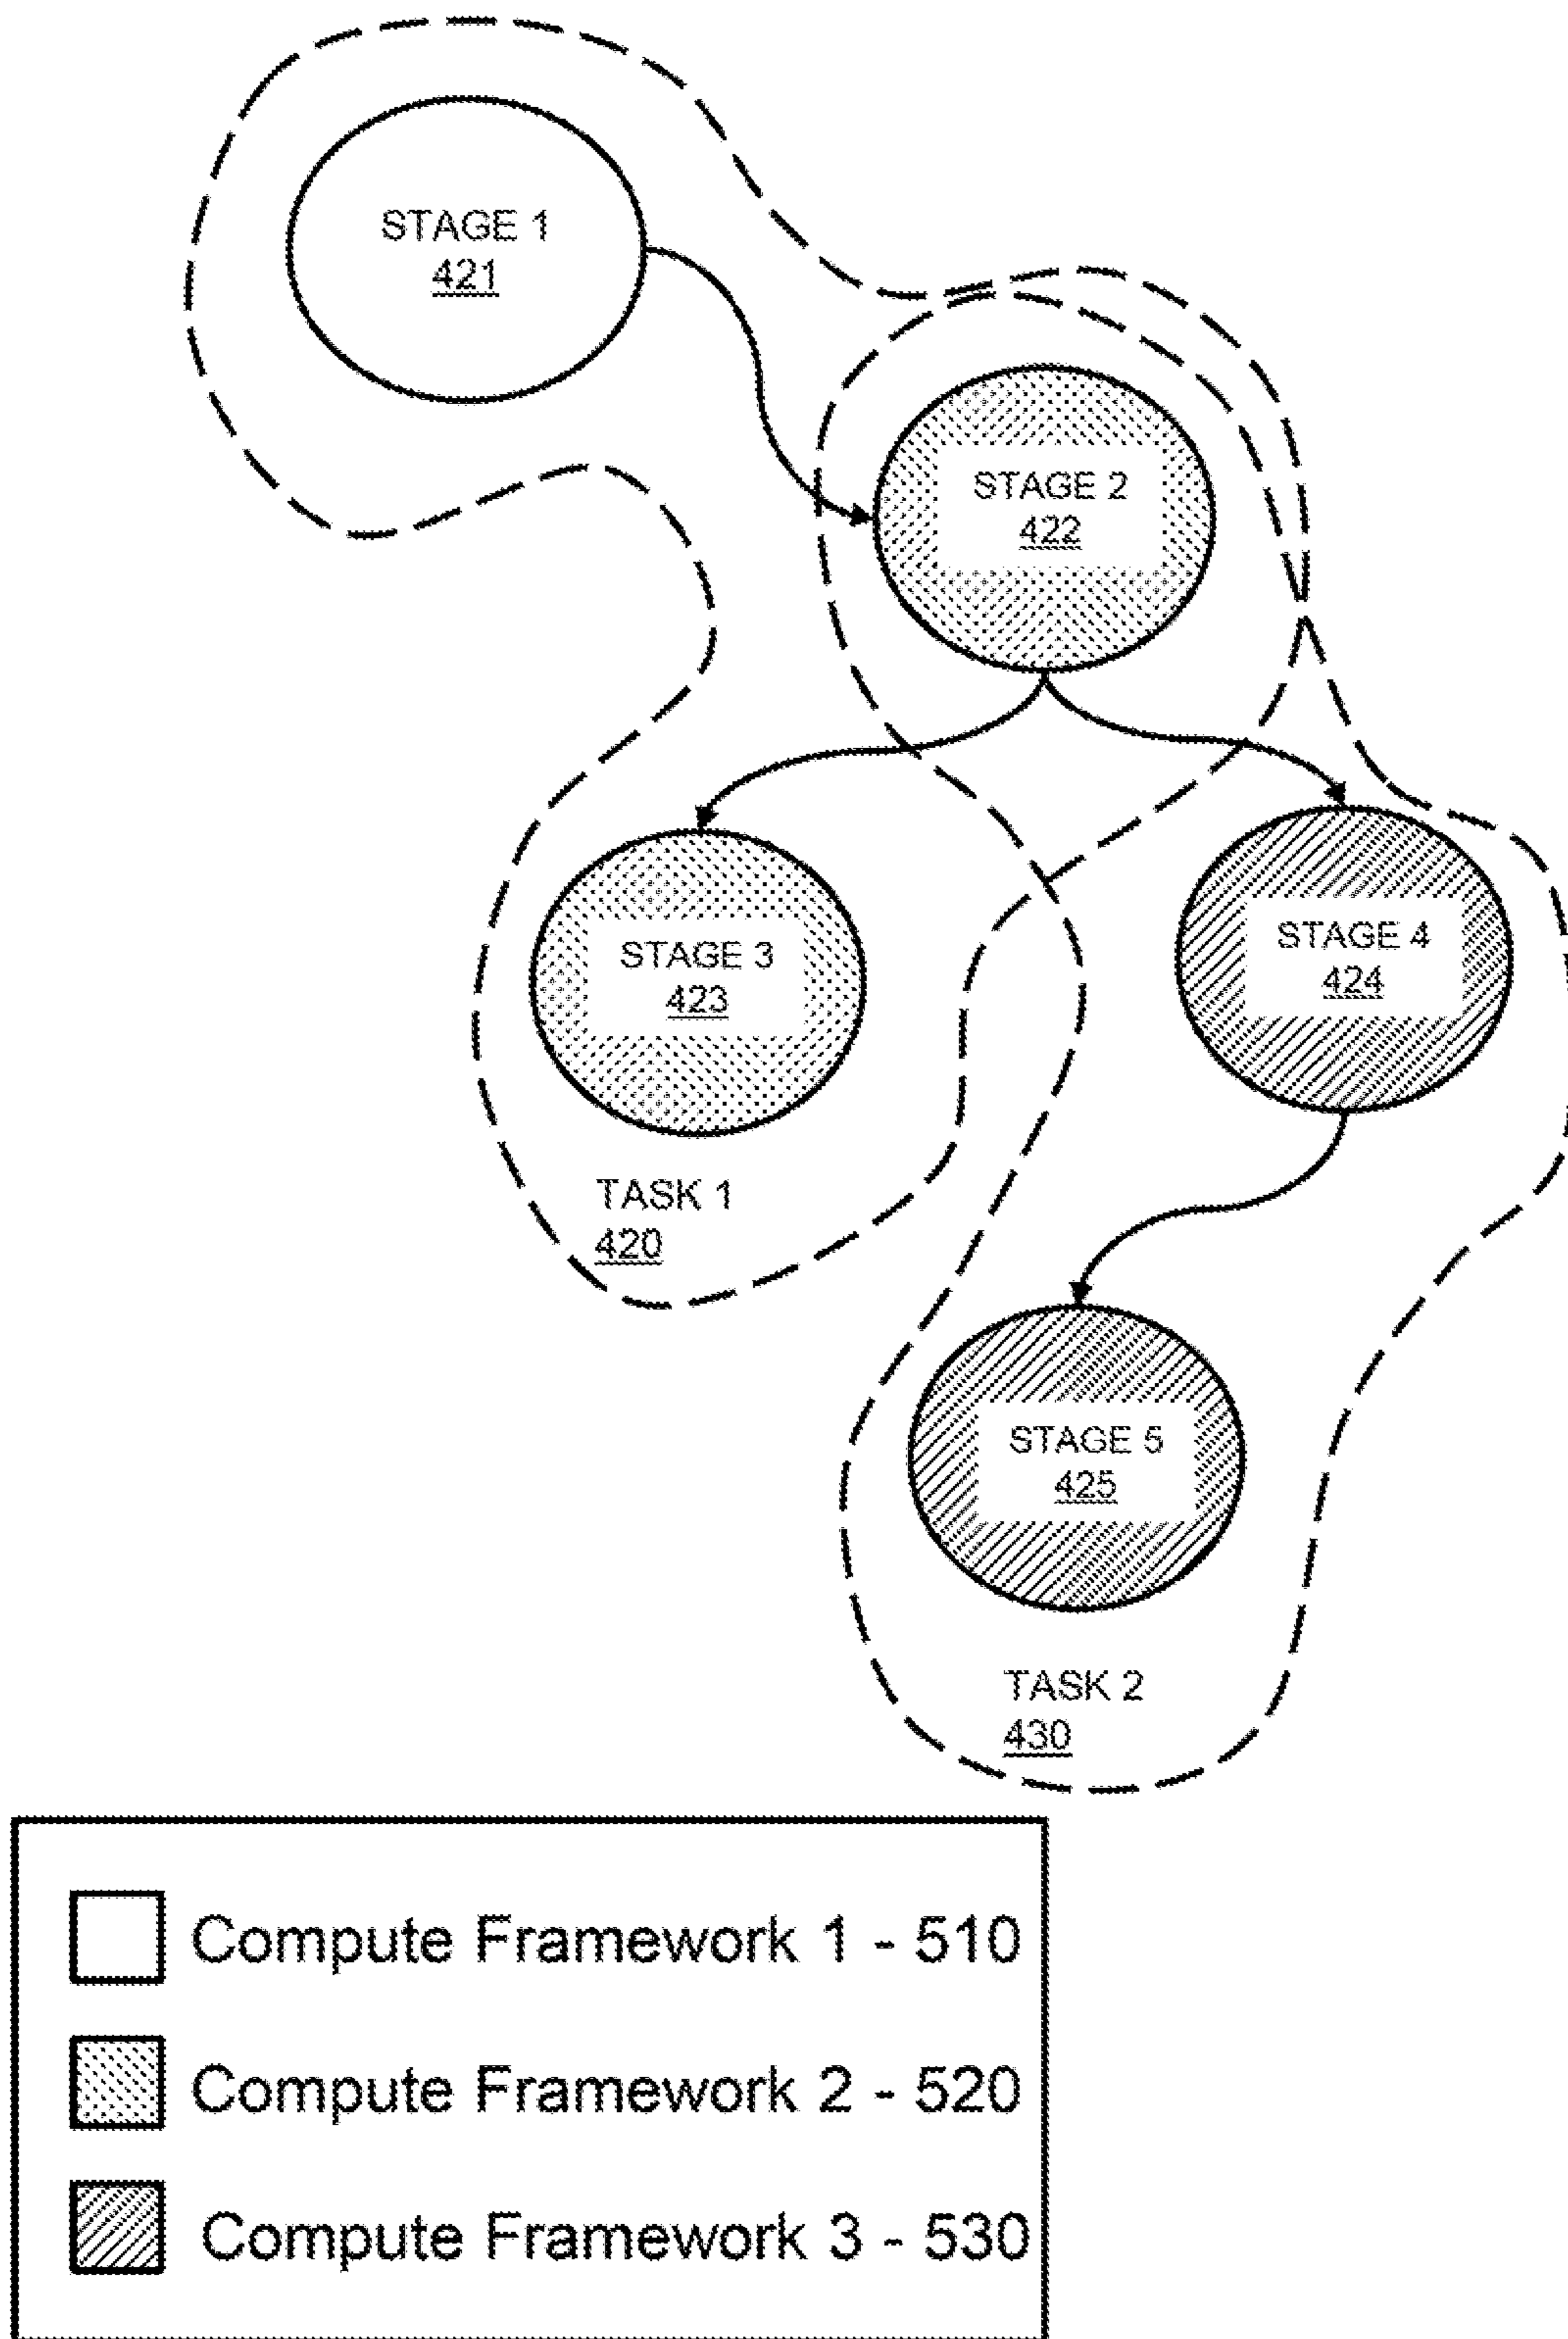 STAGE 1
421
STAGE 2
422
STAGE 3
423
STAGE 4
424
TASK 1
420
STAGE 5
425
TASK 2
430
Compute Framework 1 - 510
Compute Framework 2 - 520
Compute Framework 3 - 530